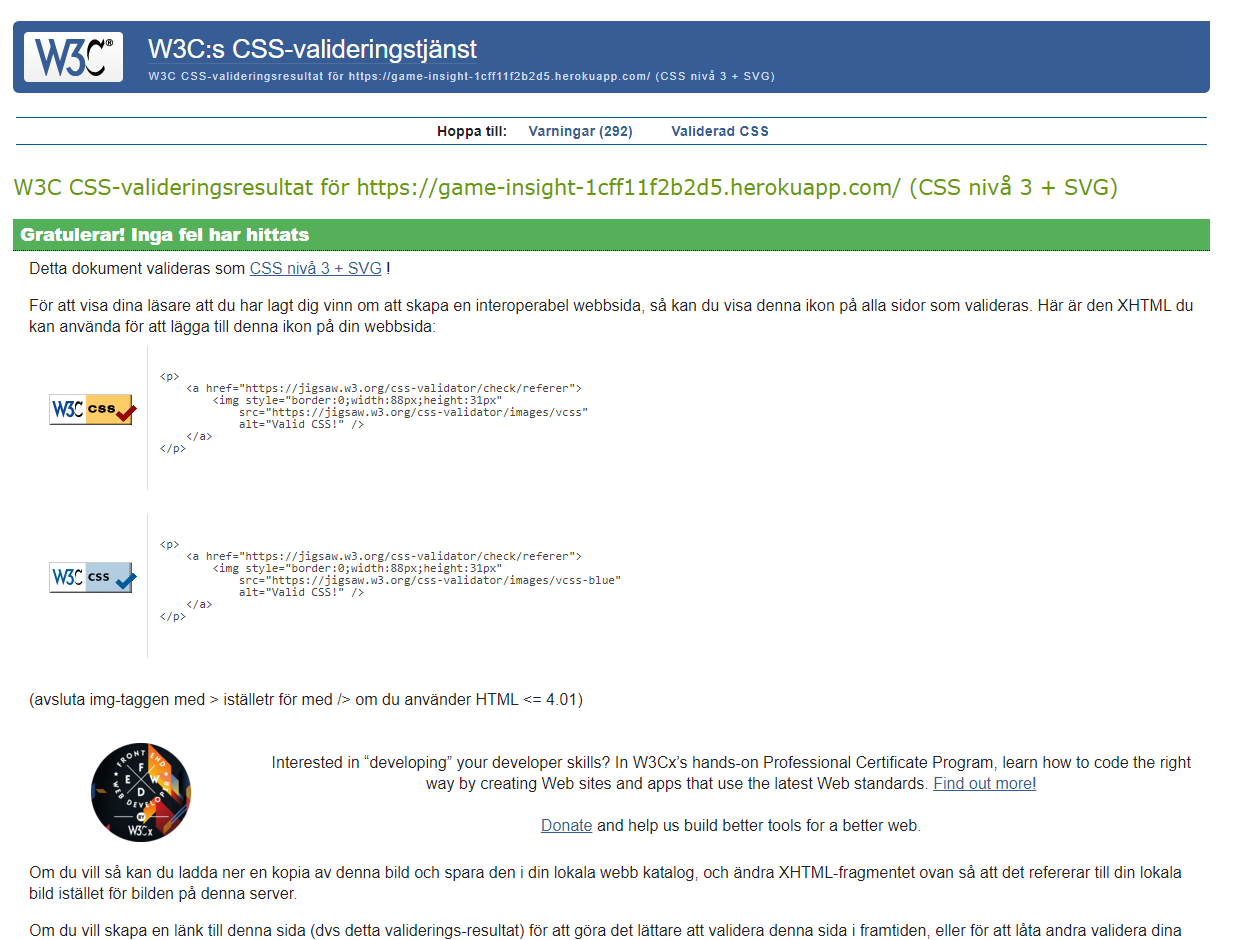 W3C®
W3C:s CSS-valideringstjänst
W3C CSS-valideringsresultat för https://game-insight-1cff11f2b2d5.herokuapp.com/ (CSS nivå 3 + SVG)
Hoppa till: Varningar (292) Validerad CSS
W3C CSS-valideringsresultat för https://game-insight-1cff11f2b2d5.herokuapp.com/ (CSS nivå 3 + SVG)
Gratulerar! Inga fel har hittats
Detta dokument valideras som CSS nivå 3 + SVG !
För att visa dina läsare att du har lagt dig vinn om att skapa en interoperabel webbsida, så kan du visa denna ikon på alla sidor som valideras. Här är den XHTML du
kan använda för att lägga till denna ikon på din webbsida:
W3C css
<p>
<a href="https://jigsaw.w3.org/css-validator/check/referer">
<img style="border:0;width:88px;height:31px"
src="https://jigsaw.w3.org/css-validator/images/vcss"
alt="Valid CSS!" />
</a>
</p>
W3C css
<p>
<a href="https://jigsaw.w3.org/css-validator/check/referer">
<img style="border:0;width:88px;height:31px"
src="https://jigsaw.w3.org/css-validator/images/vcss-blue"
alt="Valid CSS!" />
</a>
</p>
(avsluta img-taggen med > iställetr för med /> om du använder HTML <= 4.01)
FRONT END
F E W D
WEB DEVELOPER
W3Cx
Interested in “developing” your developer skills? In W3Cx’s hands-on Professional Certificate Program, learn how to code the right
way by creating Web sites and apps that use the latest Web standards. Find out more!
Donate and help us build better tools for a better web.
Om du vill så kan du ladda ner en kopia av denna bild och spara den i din lokala webb katalog, och ändra XHTML-fragmentet ovan så att det refererar till din lokala
bild istället för bilden på denna server.
Om du vill skapa en länk till denna sida (dvs detta validerings-resultat) för att göra det lättare att validera denna sida i framtiden, eller för att låta andra validera dina